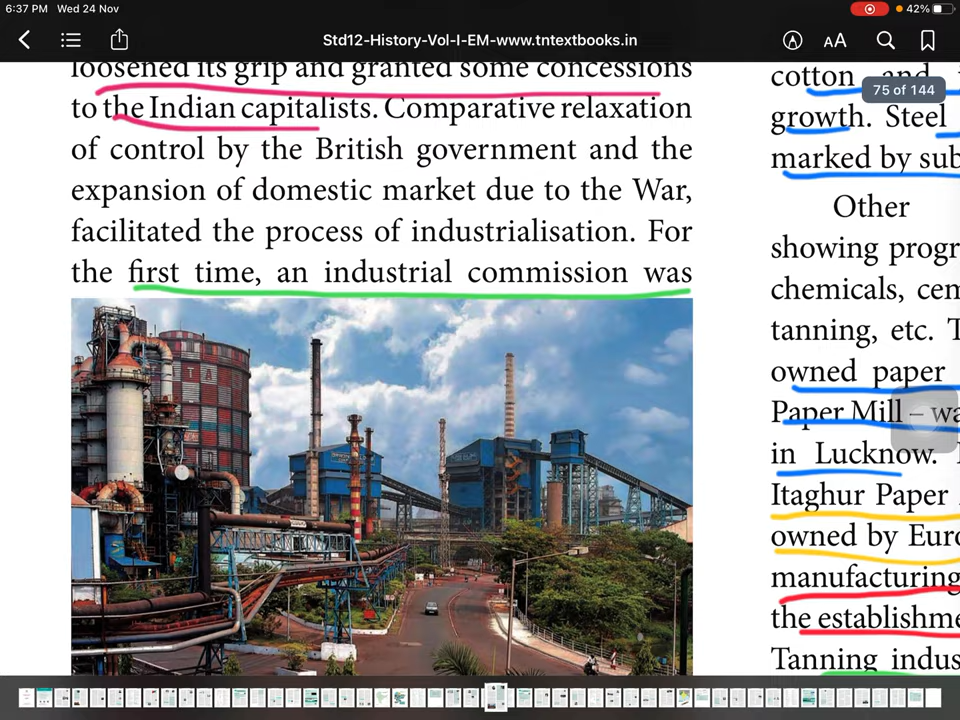 6:37 PM Wed 24 Nov
42%
Std12-History-Vol-I-EM-www.tntextbooks.in
AA
75 of 144
loosened its grip and granted some concessions
to the Indian capitalists. Comparative relaxation
of control by the British government and the
expansion of domestic market due to the War,
facilitated the process of industrialisation. For
the first time, an industrial commission was
TATA
cotton and
growth. Steel
marked by sub
Other
showing progr
chemicals, cem
tanning, etc. T
owned paper
Paper Mill – wa
in Lucknow.
Itaghur Paper
owned by Euro
manufacturing
the establishme
Tanning indus